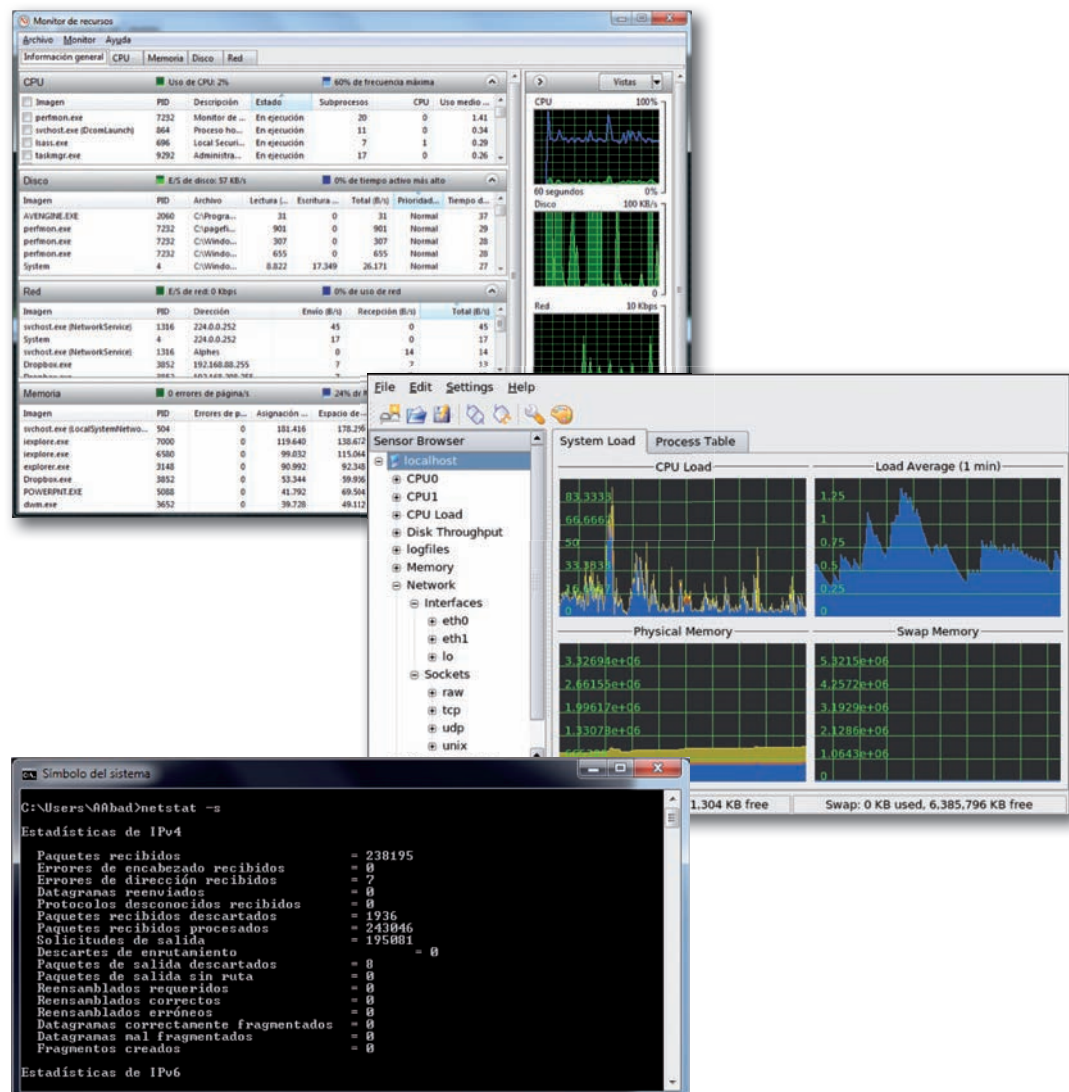 Monitor de recursos
Archivo Monitor Ayuda
Información general CPU Memoria Disco Red
CPU Uso de CPU: 2% 60% de frecuencia máxima
Imagen PID Descripción Estado Subprocesos CPU Uso medio ...
perfmon.exe 7232 Monitor de ... En ejecución 20 0 1.41
svchost.exe (DcomLaunch) 864 Proceso ho... En ejecución 11 0 0.34
lsass.exe 696 Local Securi... En ejecución 7 1 0.29
taskmgr.exe 9292 Administra... En ejecución 17 0 0.26
Disco E/S de disco: 57 KB/s 0% de tiempo activo más alto
Imagen PID Archivo Lectura (... Escritura ... Total (B/s) Prioridad... Tiempo d...
AVENGINE.EXE 2060 C:\Progra... 31 0 31 Normal 37
perfmon.exe 7232 C:\pagefi... 901 0 901 Normal 29
perfmon.exe 7232 C:\Windo... 307 0 307 Normal 28
perfmon.exe 7232 C:\Windo... 655 0 655 Normal 28
System 4 C:\Windo... 8.822 17.349 26.171 Normal 27
Red E/S de red: 0 Kbps 0% de uso de red
Imagen PID Dirección Envío (B/s) Recepción (B/s) Total (B/s)
svchost.exe (NetworkService) 1316 224.0.0.252 45 0 45
System 4 224.0.0.252 17 0 17
svchost.exe (NetworkService) 1316 Alphes 0 14 14
Dropbox.exe 3852 192.168.88.255 7 7 13
Memoria 0 errores de página/s 24% de
Imagen PID Errores de p... Asignación ... Espacio de...
svchost.exe (LocalSystemNetwo... 504 0 181.416 178.296
iexplore.exe 7000 0 119.640 138.672
iexplore.exe 6580 0 99.032 115.064
explorer.exe 3148 0 90.992 92.348
Dropbox.exe 3852 0 53.344 59.936
POWERPNT.EXE 5088 0 41.792 69.504
dwm.exe 3652 0 39.728 49.112
Vistas
CPU 100%
60 segundos 0%
Disco 100 KB/s
0
Red 10 Kbps
File Edit Settings Help
Sensor Browser
localhost
CPU0
CPU1
CPU Load
Disk Throughput
logfiles
Memory
Network
Interfaces
eth0
eth1
lo
Sockets
raw
tcp
udp
unix
System Load Process Table
CPU Load
83.3333
66.6667
50
33.3333
16.6667
0
Load Average (1 min)
1.25
1
0.75
0.5
0.25
0
Physical Memory
3.32694e+06
2.66155e+06
1.99617e+06
1.33078e+06
Swap Memory
5.3215e+06
4.2572e+06
3.1929e+06
2.1286e+06
1.0643e+06
0
1,304 KB free Swap: 0 KB used, 6,385,796 KB free
Símbolo del sistema
C:\Users\AAbad>netstat -s
Estadísticas de IPv4
Paquetes recibidos = 238195
Errores de encabezado recibidos = 0
Errores de dirección recibidos = 7
Datagramas reenviados = 0
Protocolos desconocidos recibidos = 0
Paquetes recibidos descartados = 1936
Paquetes recibidos procesados = 243046
Solicitudes de salida = 195081
Descartes de enrutamiento = 0
Paquetes de salida descartados = 8
Paquetes de salida sin ruta = 0
Reensamblados requeridos = 0
Reensamblados correctos = 0
Reensamblados erróneos = 0
Datagramas correctamente fragmentados = 0
Datagramas mal fragmentados = 0
Fragmentos creados = 0
Estadísticas de IPv6